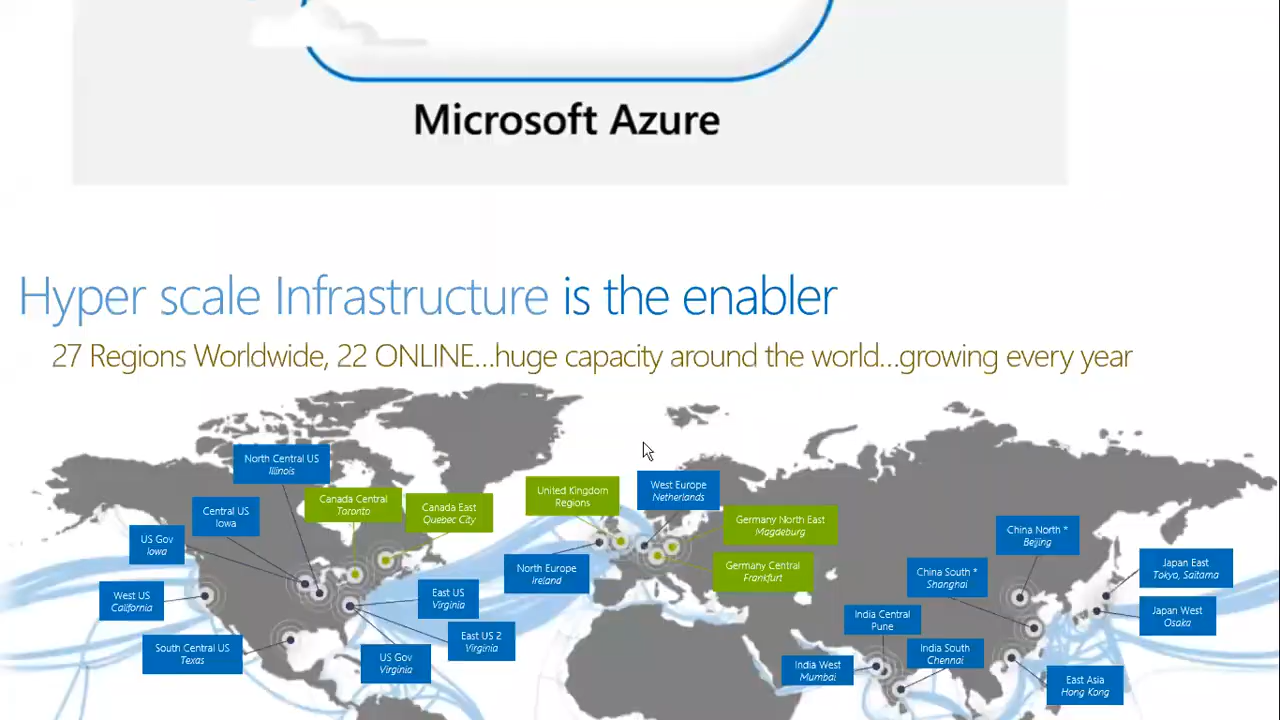 Microsoft Azure
Hyper scale Infrastructure is the enabler
27 Regions Worldwide, 22 ONLINE...huge capacity around the world...growing every year
North Central US
Illinois
Canada Central
Toronto
Canada East
Quebec City
Central US
Iowa
US Gov
Iowa
West US
California
South Central US
Texas
East US
Virginia
East US 2
Virginia
US Gov
Virginia
United Kingdom
Regions
West Europe
Netherlands
Germany North East
Magdeburg
North Europe
Ireland
Germany Central
Frankfurt
China North *
Beijing
China South *
Shanghai
Japan East
Tokyo, Saitama
Japan West
Osaka
India Central
Pune
India South
Chennai
India West
Mumbai
East Asia
Hong Kong